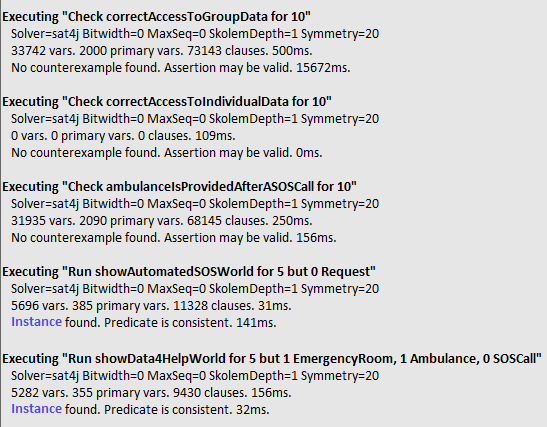 Executing "Check correctAccessToGroupData for 10"
Solver=sat4j Bitwidth=0 MaxSeq=0 SkolemDepth=1 Symmetry=20
33742 vars. 2000 primary vars. 73143 clauses. 500ms.
No counterexample found. Assertion may be valid. 15672ms.
Executing "Check correctAccessToIndividualData for 10"
Solver=sat4j Bitwidth=0 MaxSeq=0 SkolemDepth=1 Symmetry=20
0 vars. 0 primary vars. 0 clauses. 109ms.
No counterexample found. Assertion may be valid. 0ms.
Executing "Check ambulanceIsProvidedAfterASOSCall for 10"
Solver=sat4j Bitwidth=0 MaxSeq=0 SkolemDepth=1 Symmetry=20
31935 vars. 2090 primary vars. 68145 clauses. 250ms.
No counterexample found. Assertion may be valid. 156ms.
Executing "Run showAutomatedSOSWorld for 5 but 0 Request"
Solver=sat4j Bitwidth=0 MaxSeq=0 SkolemDepth=1 Symmetry=20
5696 vars. 385 primary vars. 11328 clauses. 31ms.
Instance found. Predicate is consistent. 141ms.
Executing "Run showData4HelpWorld for 5 but 1 EmergencyRoom, 1 Ambulance, 0 SOSCall"
Solver=sat4j Bitwidth=0 MaxSeq=0 SkolemDepth=1 Symmetry=20
5282 vars. 355 primary vars. 9430 clauses. 156ms.
Instance found. Predicate is consistent. 32ms.